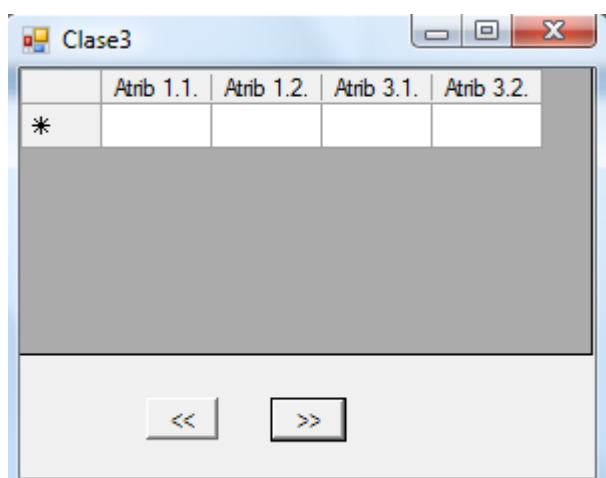 Clase3
Atrib 1.1. Atrib 1.2. Atrib 3.1. Atrib 3.2.
<< >>